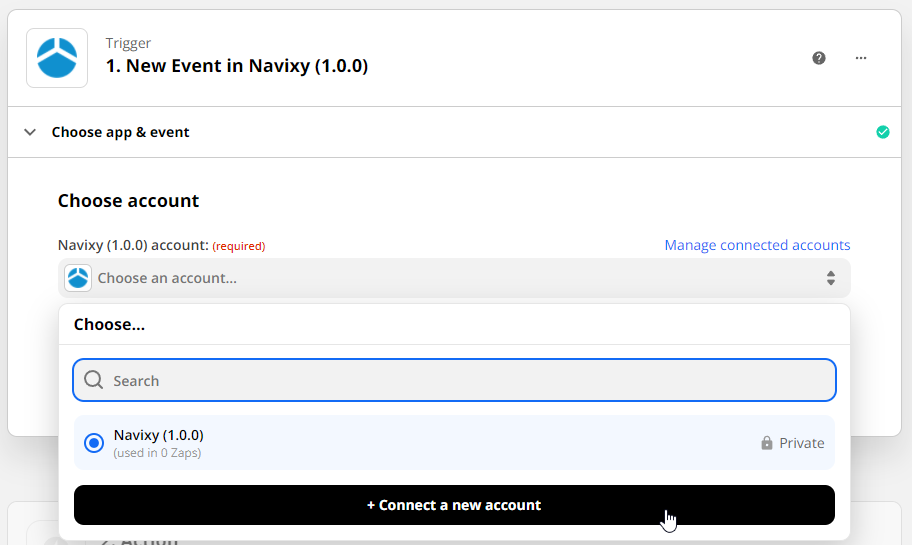 Trigger
1. New Event in Navixy (1.0.0)
Choose app & event
Choose account
Navixy (1.0.0) account: (required)
Manage connected accounts
Choose an account...
Choose...
Search
Navixy (1.0.0)
(used in 0 Zaps)
Private
+ Connect a new account
2. Action